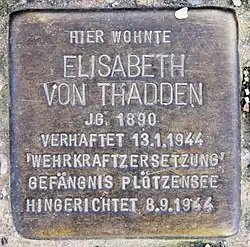 HIER WOHNTE
ELISABETH
VON THADDEN
JG. 1890
VERHAFTET 13.1.1944
'WEHRKRAFTZERSETZUNG'
GEFÄNGNIS PLÖTZENSEE
HINGERICHTET 8.9.1944